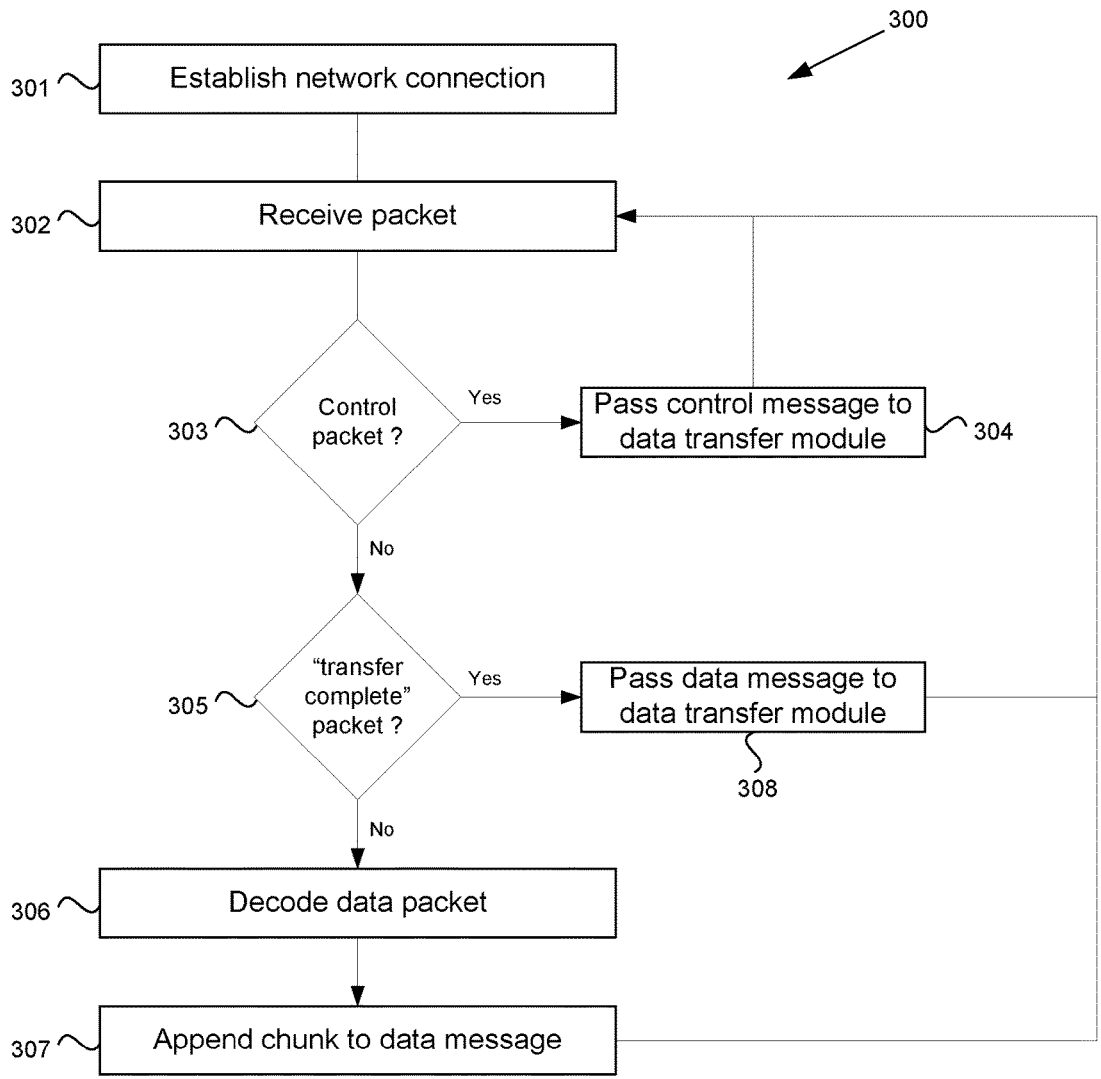 300
301
Establish network connection
302
Receive packet
303
Control
packet ?
Yes
Pass control message to
data transfer module
304
No
305
“transfer
complete”
packet ?
Yes
Pass data message to
data transfer module
308
No
306
Decode data packet
307
Append chunk to data message